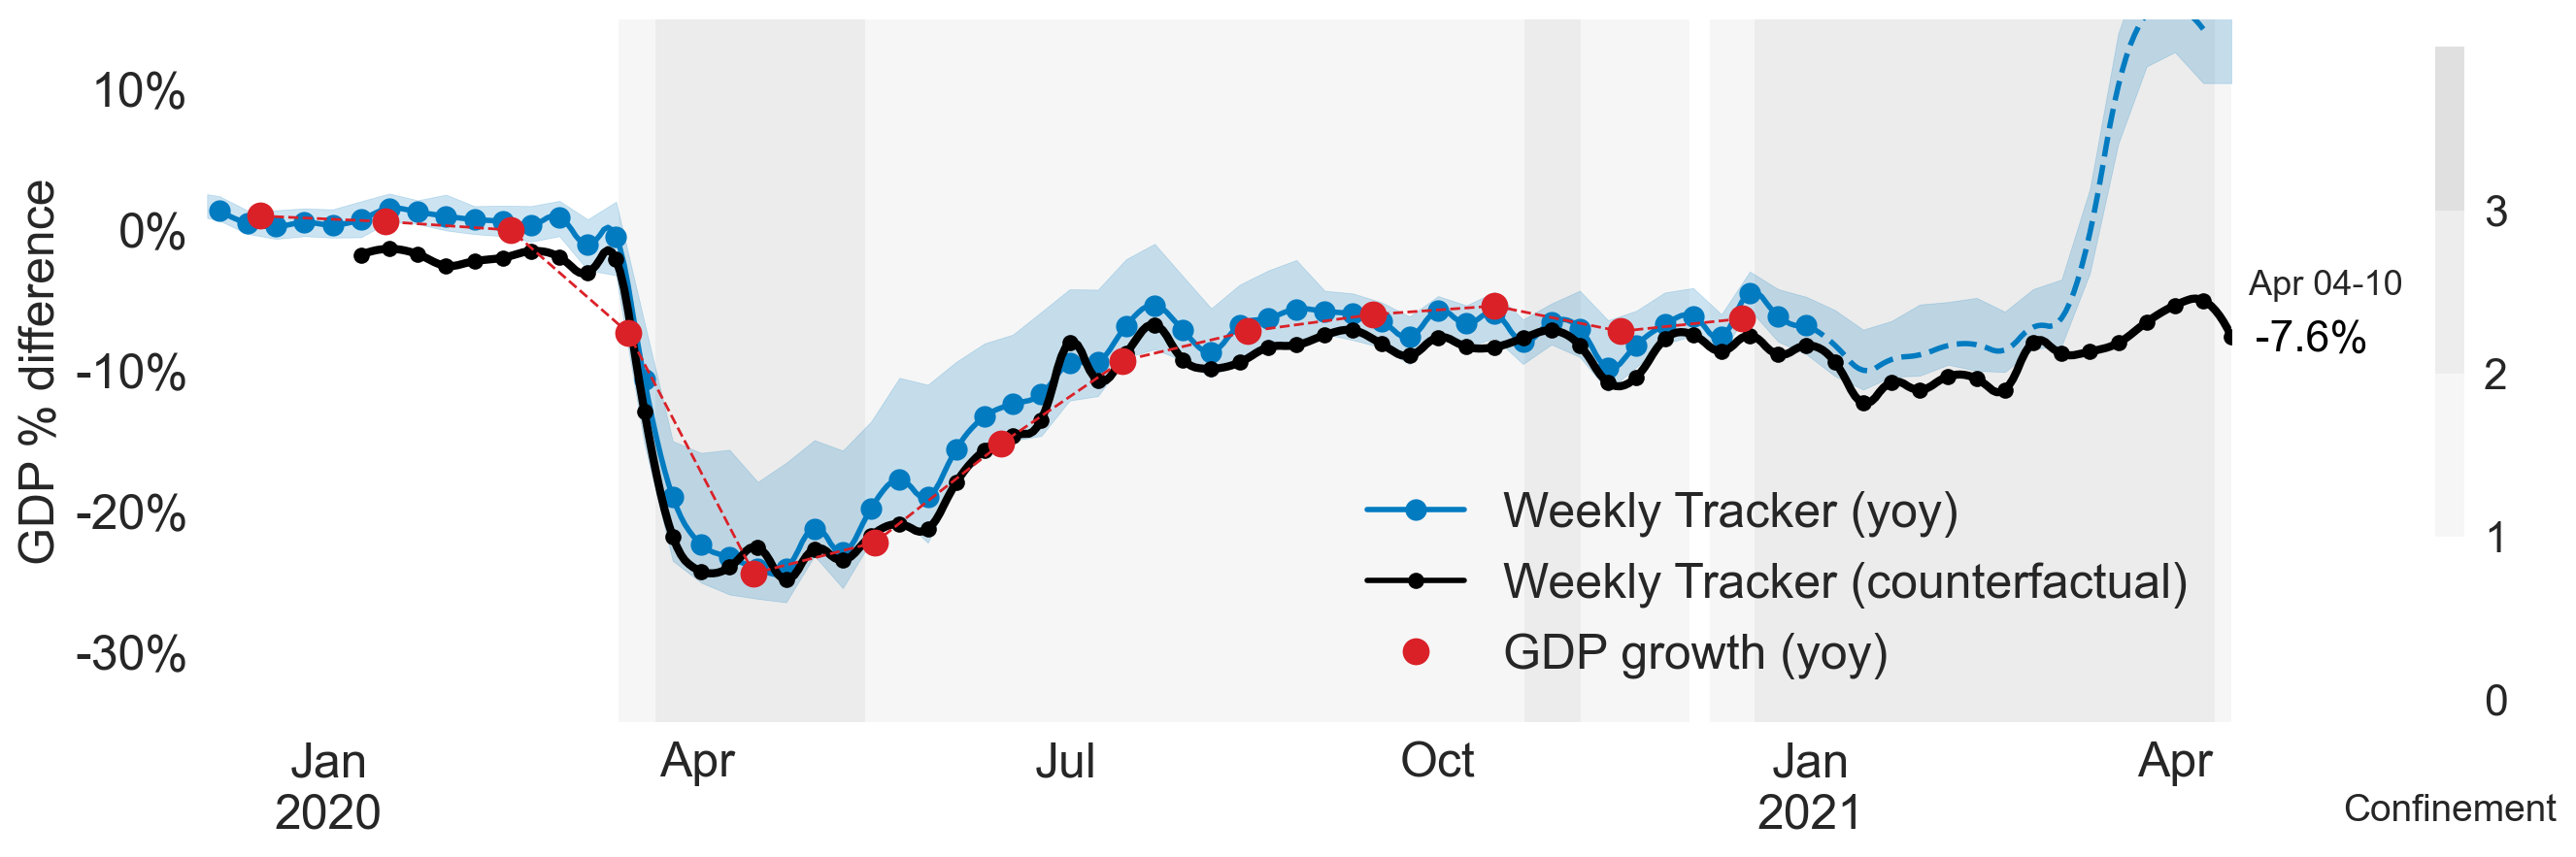 GDP % difference
10%
0%
-10%
-20%
-30%
Jan
2020
Apr
Jul
Oct
Jan
2021
Apr
Weekly Tracker (yoy)
Weekly Tracker (counterfactual)
GDP growth (yoy)
Apr 04-10
-7.6%
3
2
1
0
Confinement